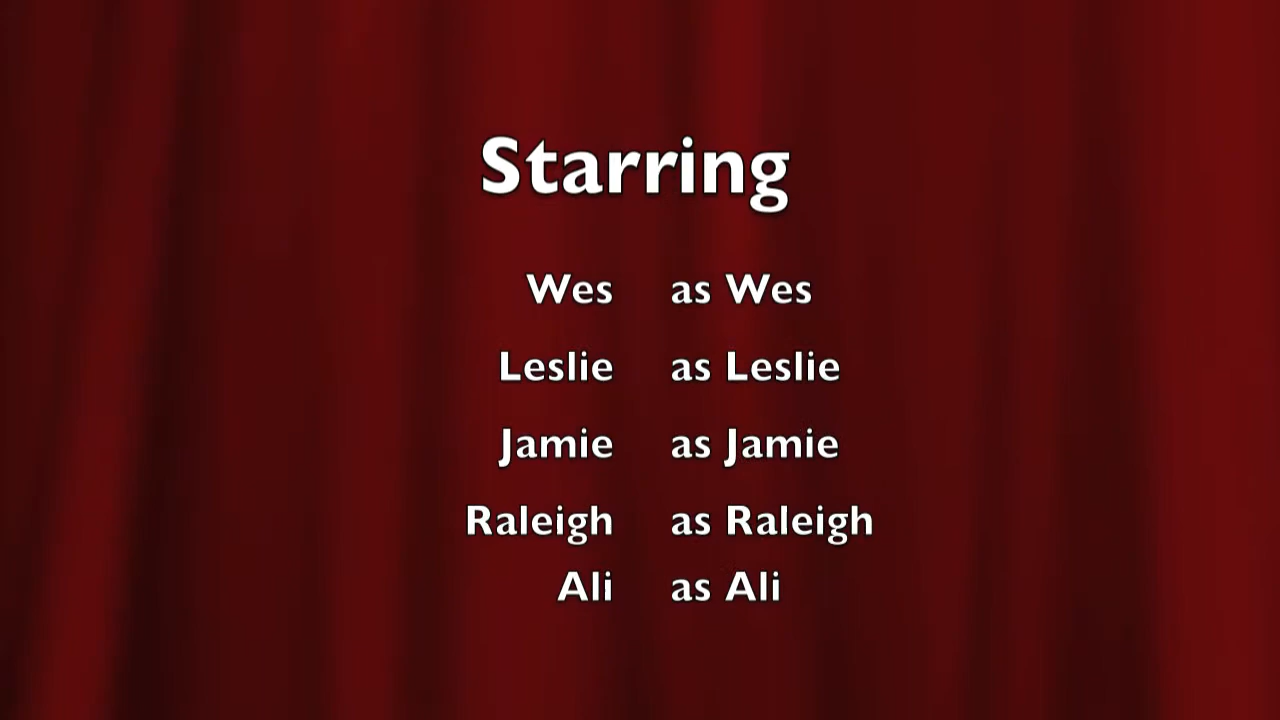 Starring
Wes as Wes
Leslie as Leslie
Jamie as Jamie
Raleigh as Raleigh
Ali as Ali